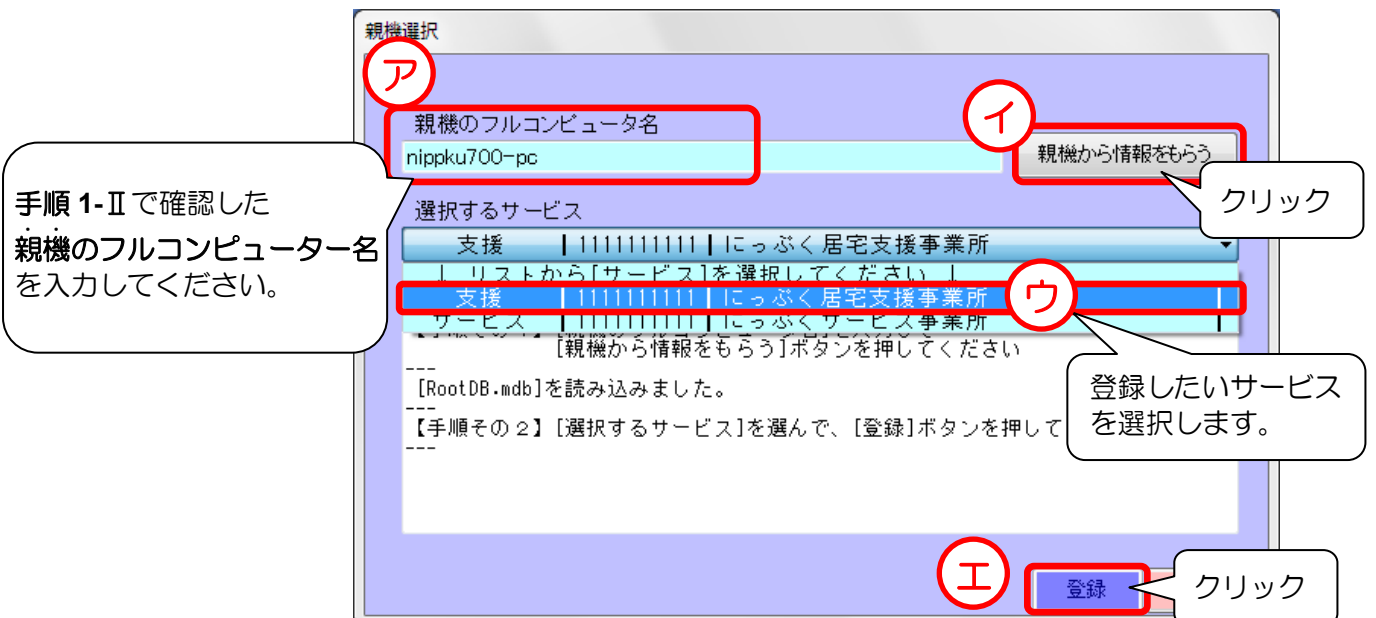 親機選択
ア
親機のフルコンピュータ名
イ
nippku700-pc
親機から情報をもらう
クリック
手順 1-Ⅱで確認した
親機のフルコンピューター名
を入力してください。
選択するサービス
支援 1111111111 にっぷく居宅支援事業所
↓ リストから[サービス]を選択してください ↓
支援 1111111111 にっぷく居宅支援事業所
ウ
サービス 1111111111 にっぷくサービス事業所
[親機から情報をもらう]ボタンを押してください
---
[RootDB.mdb]を読み込みました。
---
【手順その2】[選択するサービス]を選んで、[登録]ボタンを押して
---
登録したいサービス
を選択します。
エ
登録
クリック